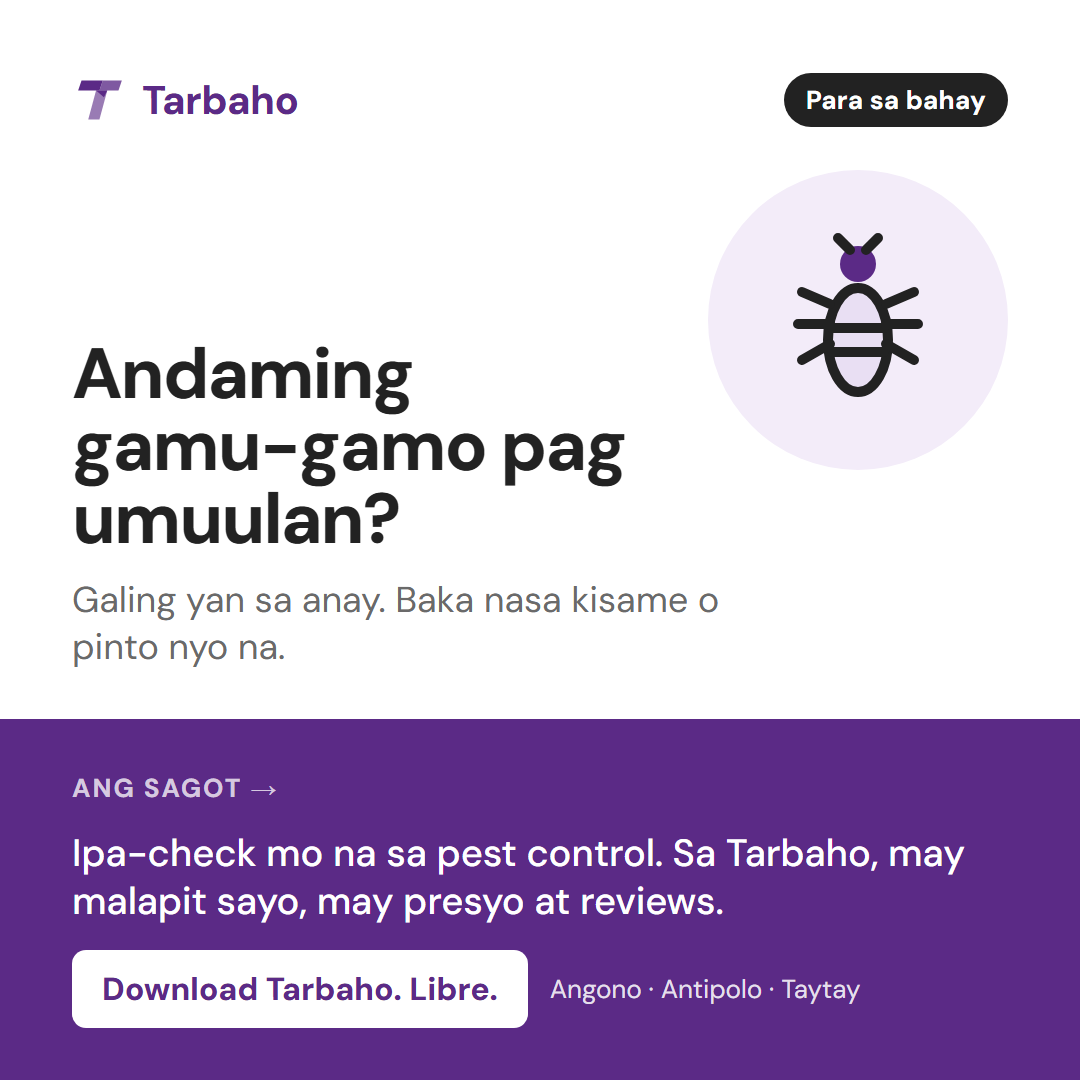 Tarbaho
Para sa bahay
Andaming
gamu-gamo pag
umuulan?
Galing yan sa anay. Baka nasa kisame o
pinto nyo na.
ANG SAGOT →
Ipa-check mo na sa pest control. Sa Tarbaho, may
malapit sayo, may presyo at reviews.
Download Tarbaho. Libre.
Angono · Antipolo · Taytay